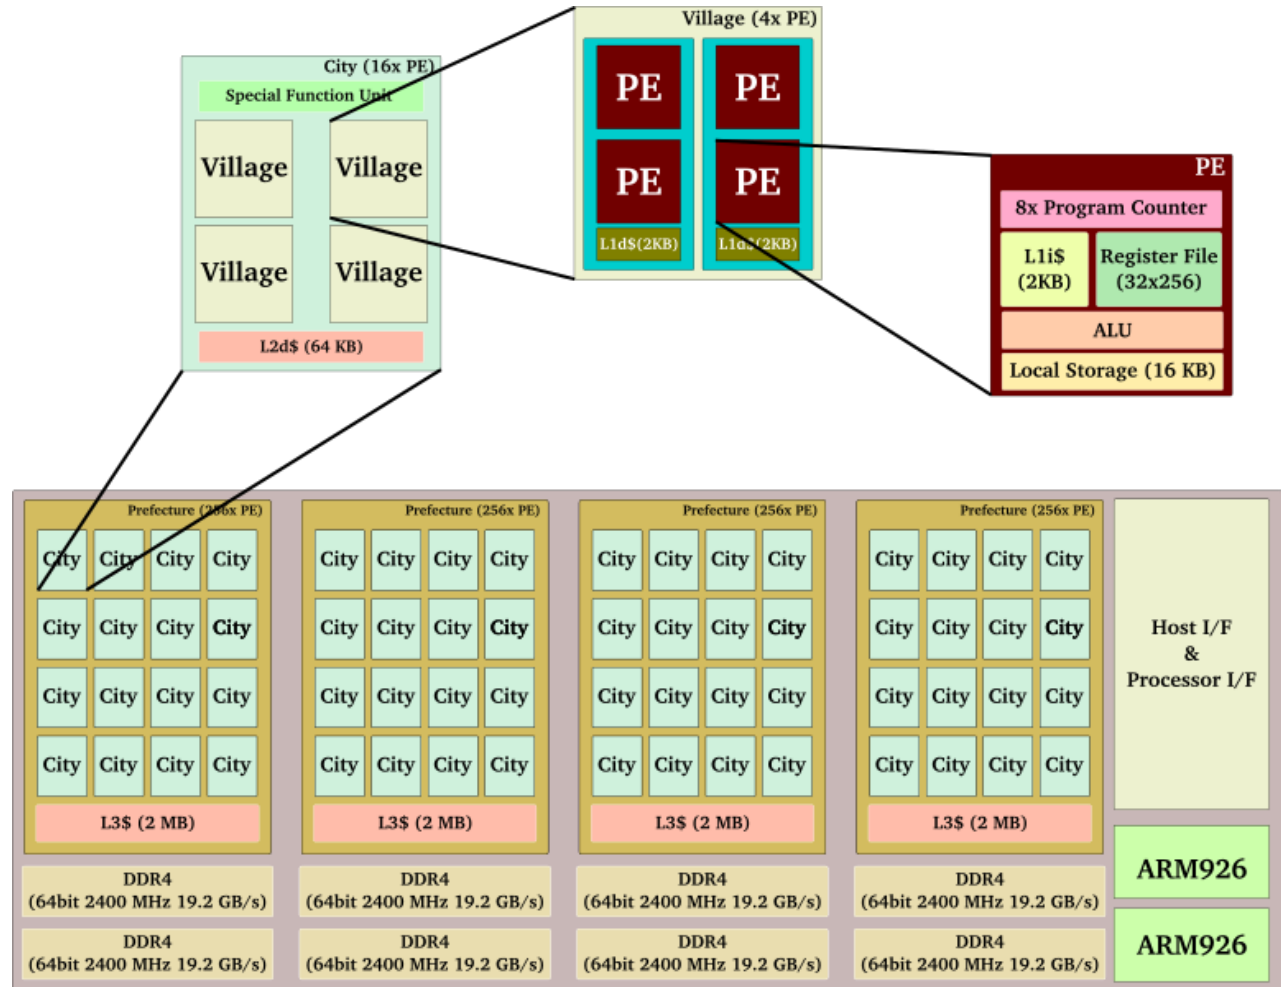 Village (4x PE)
PE
PE
PE
PE
L1d$(2KB)
L1d$(2KB)
City (16x PE)
Special Function Unit
Village
Village
Village
Village
L2d$ (64 KB)
PE
8x Program Counter
L1i$
(2KB)
Register File
(32x256)
ALU
Local Storage (16 KB)
Prefecture (256x PE)
City City City City
City City City City
City City City City
City City City City
L3$ (2 MB)
DDR4
(64bit 2400 MHz 19.2 GB/s)
DDR4
(64bit 2400 MHz 19.2 GB/s)
Prefecture (256x PE)
City City City City
City City City City
City City City City
City City City City
L3$ (2 MB)
DDR4
(64bit 2400 MHz 19.2 GB/s)
DDR4
(64bit 2400 MHz 19.2 GB/s)
Prefecture (256x PE)
City City City City
City City City City
City City City City
City City City City
L3$ (2 MB)
DDR4
(64bit 2400 MHz 19.2 GB/s)
DDR4
(64bit 2400 MHz 19.2 GB/s)
Prefecture (256x PE)
City City City City
City City City City
City City City City
City City City City
L3$ (2 MB)
DDR4
(64bit 2400 MHz 19.2 GB/s)
DDR4
(64bit 2400 MHz 19.2 GB/s)
Host I/F
&
Processor I/F
ARM926
ARM926